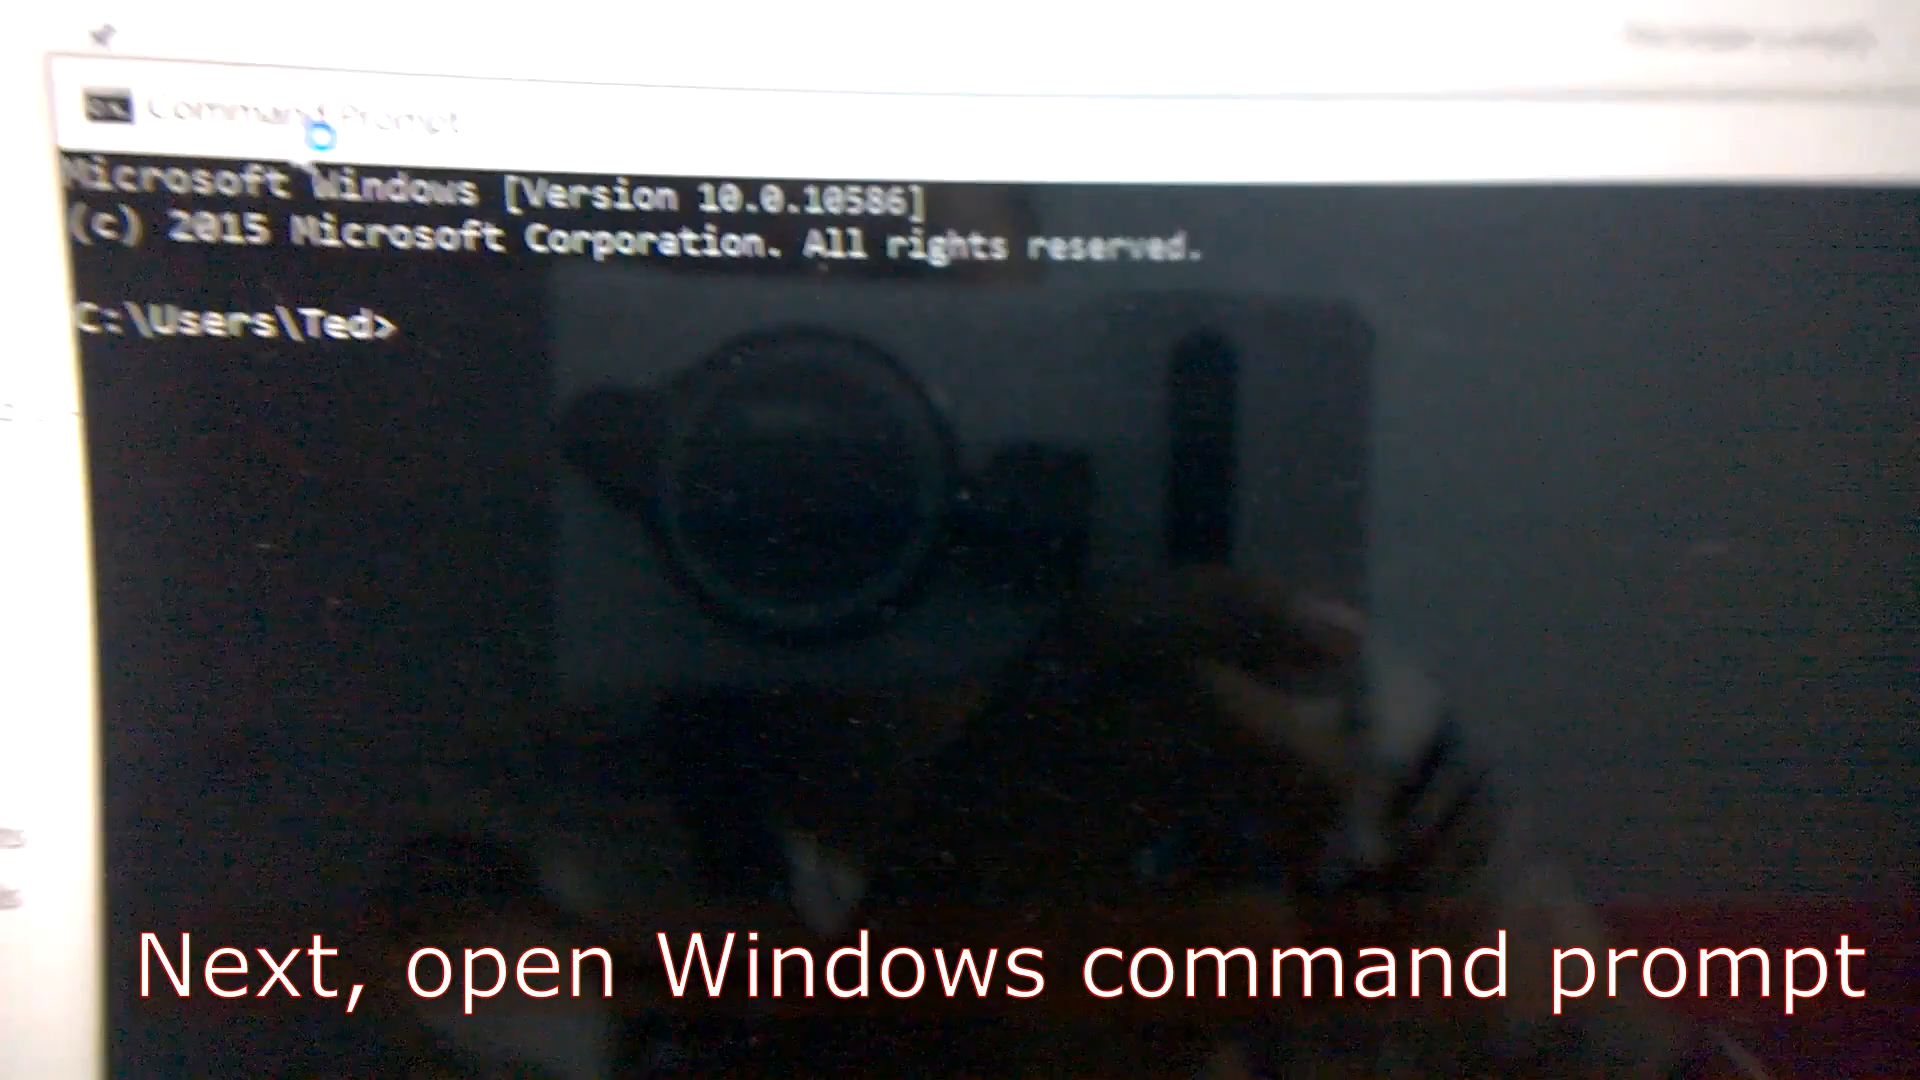 Command Prompt
Microsoft Windows [Version 10.0.10586]
(c) 2015 Microsoft Corporation. All rights reserved.
C:\Users\Ted>
Next, open Windows command prompt